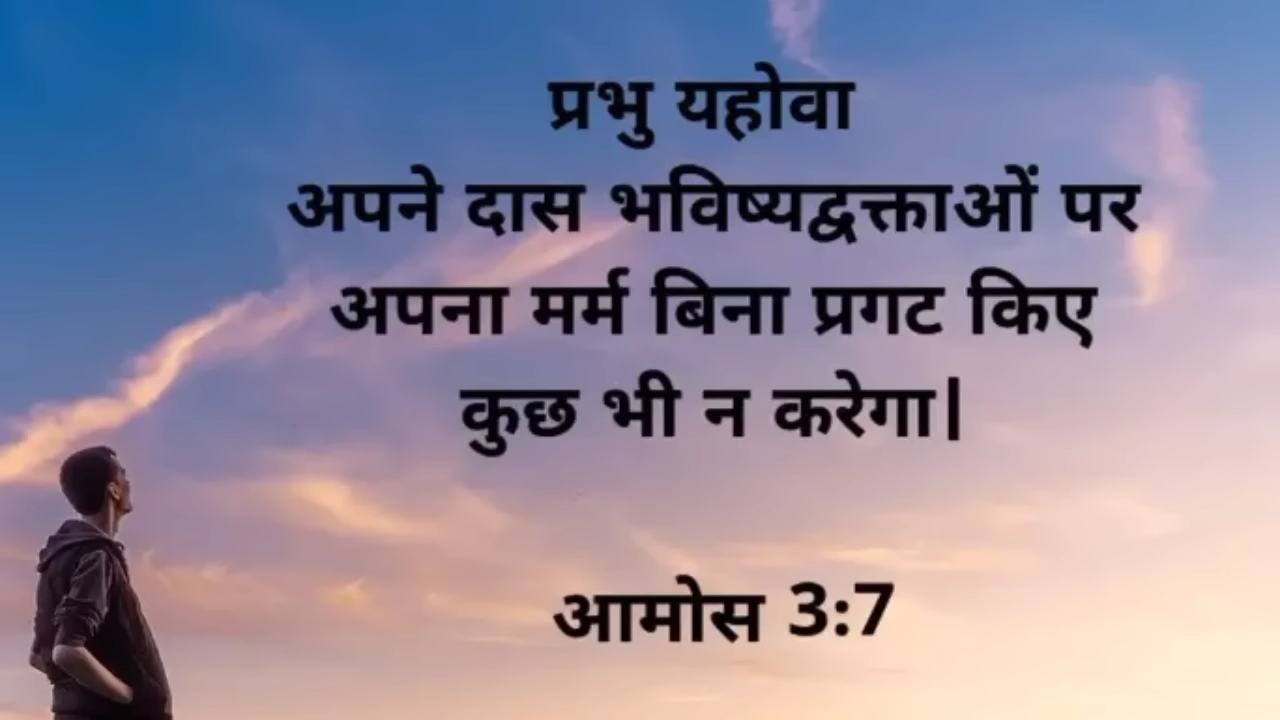 प्रभु यहोवा
अपने दास भविष्यद्वक्ताओं पर
अपना मर्म बिना प्रगट किए
कुछ भी न करेगा|
आमोस 3:7